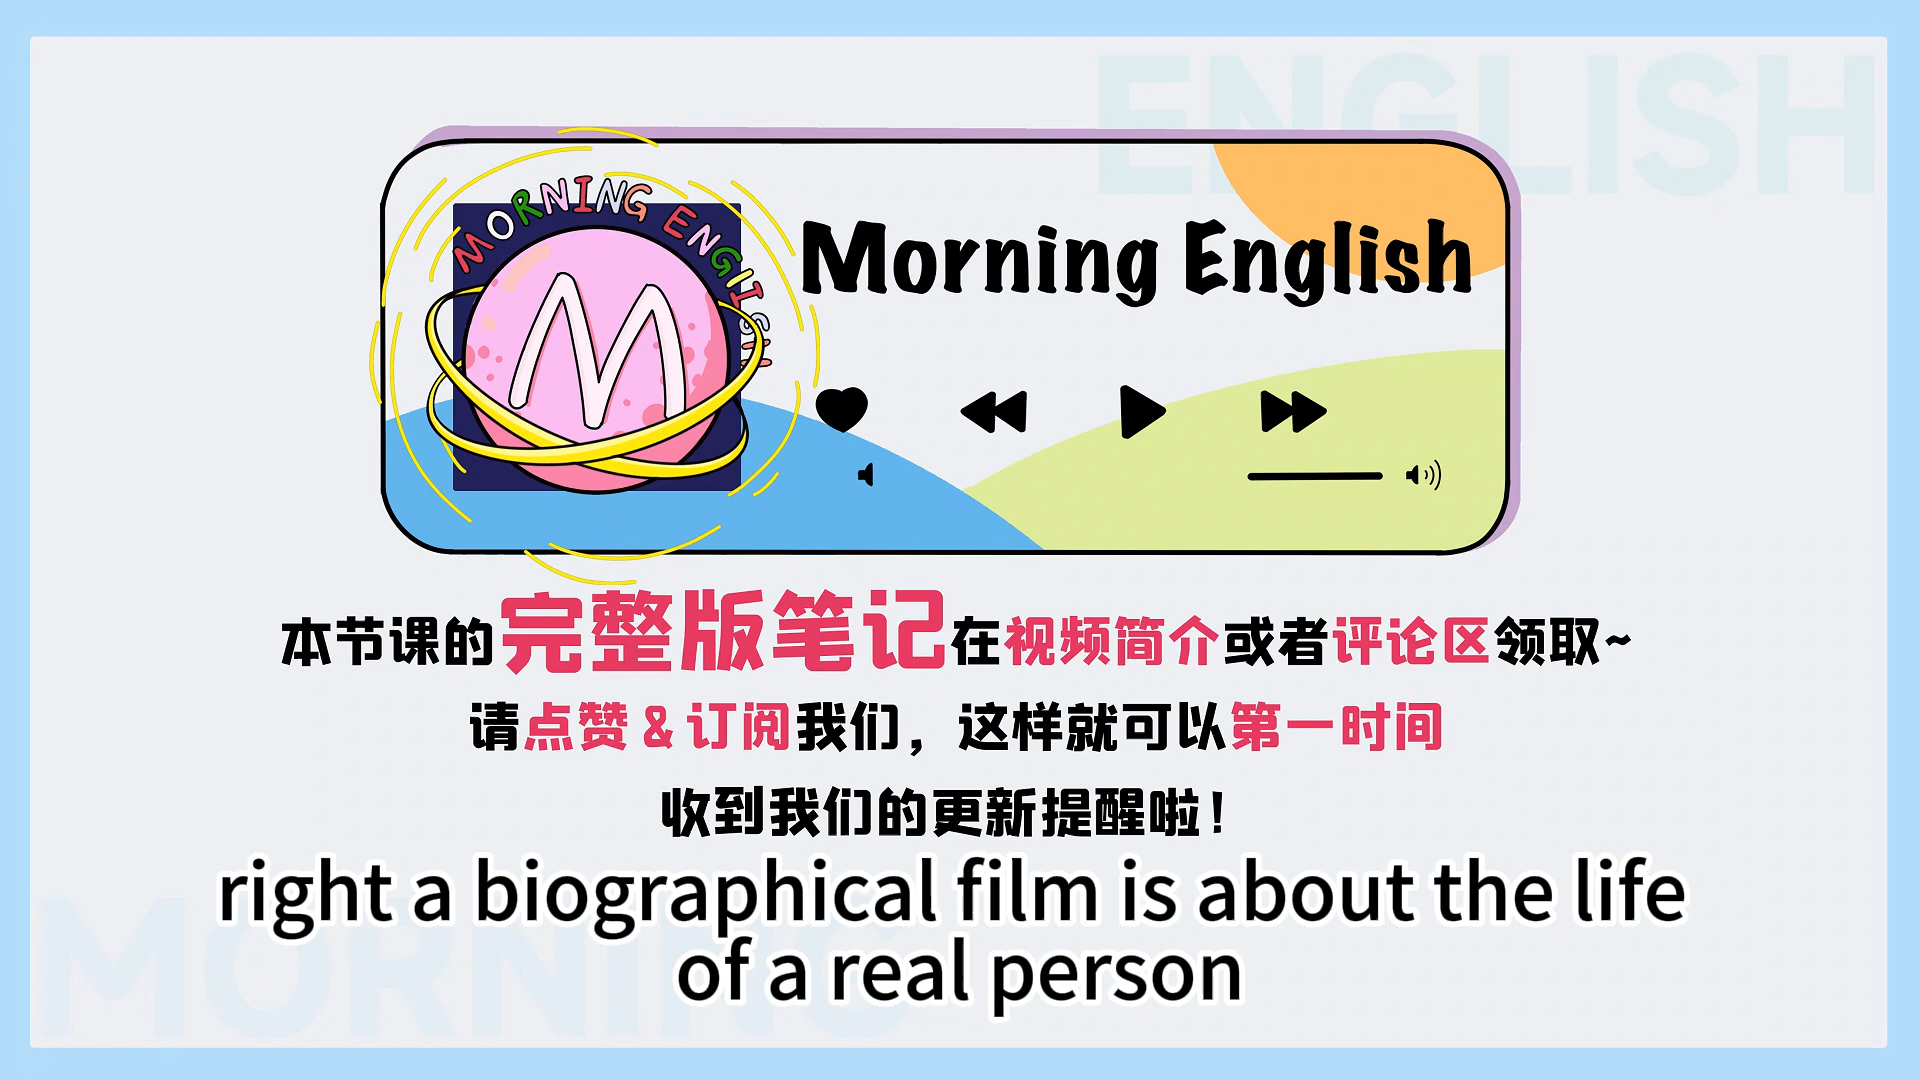 ENGLISH
MORNING ENGLISH
M
Morning English
本节课的完整版笔记在视频简介或者评论区领取~
请点赞&订阅我们，这样就可以第一时间
收到我们的更新提醒啦！
right a biographical film is about the life
of a real person
MORNING